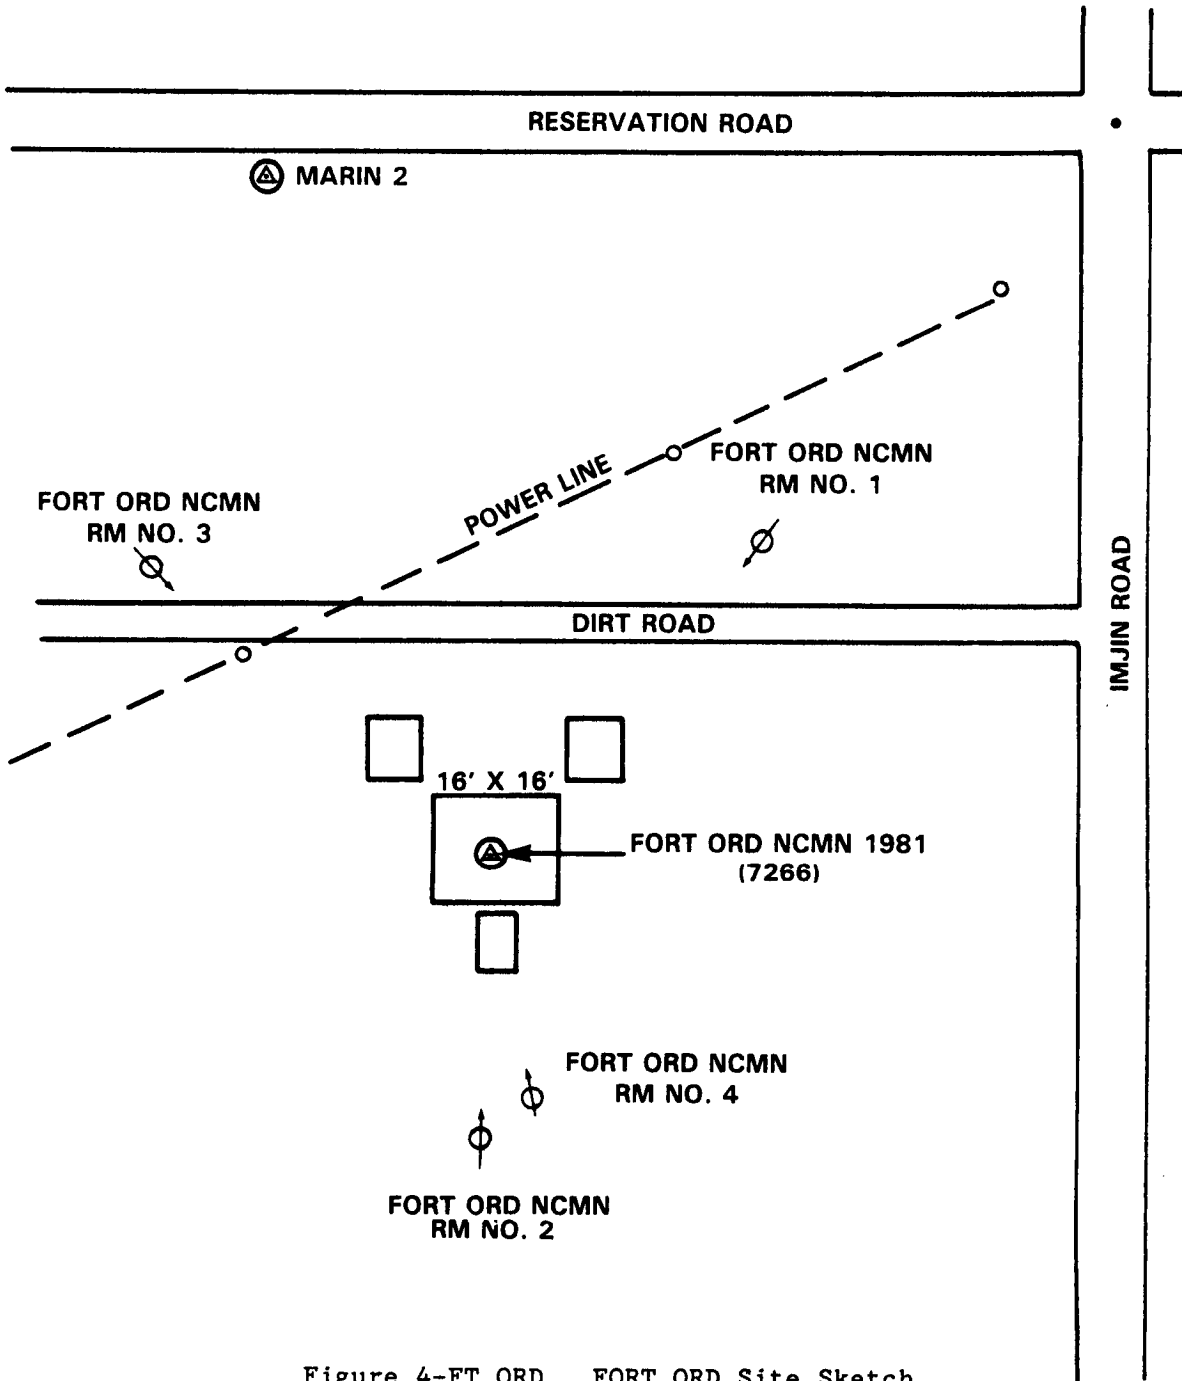 RESERVATION ROAD
MARIN 2
FORT ORD NCMN
RM NO. 1
POWER LINE
FORT ORD NCMN
RM NO. 3
IMJIN ROAD
DIRT ROAD
16' X 16'
FORT ORD NCMN 1981
(7266)
FORT ORD NCMN
RM NO. 4
FORT ORD NCMN
RM NO. 2
Figure 4-FT ORD FORT ORD Site Sketch